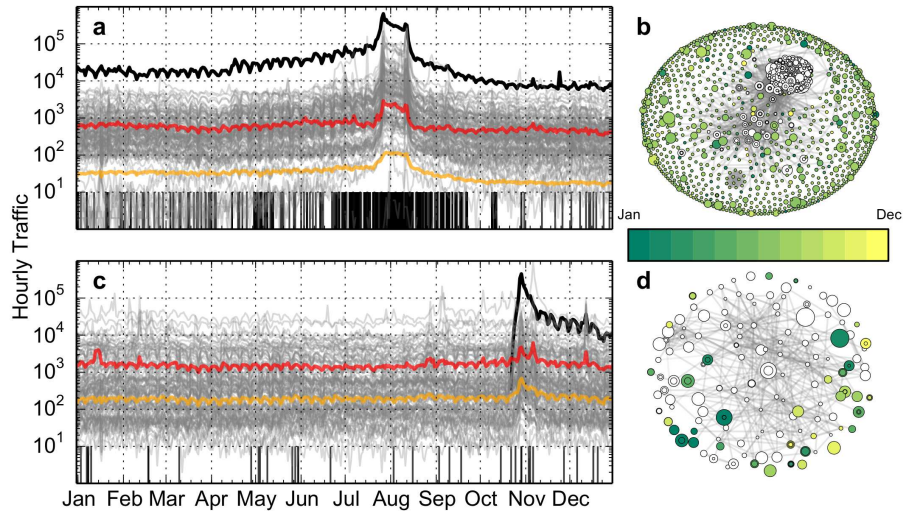 a
b
10^5
10^4
10^3
10^2
10^1
Jan
Dec
Hourly Traffic
c
d
10^5
10^4
10^3
10^2
10^1
Jan Feb Mar Apr May Jun Jul Aug Sep Oct Nov Dec